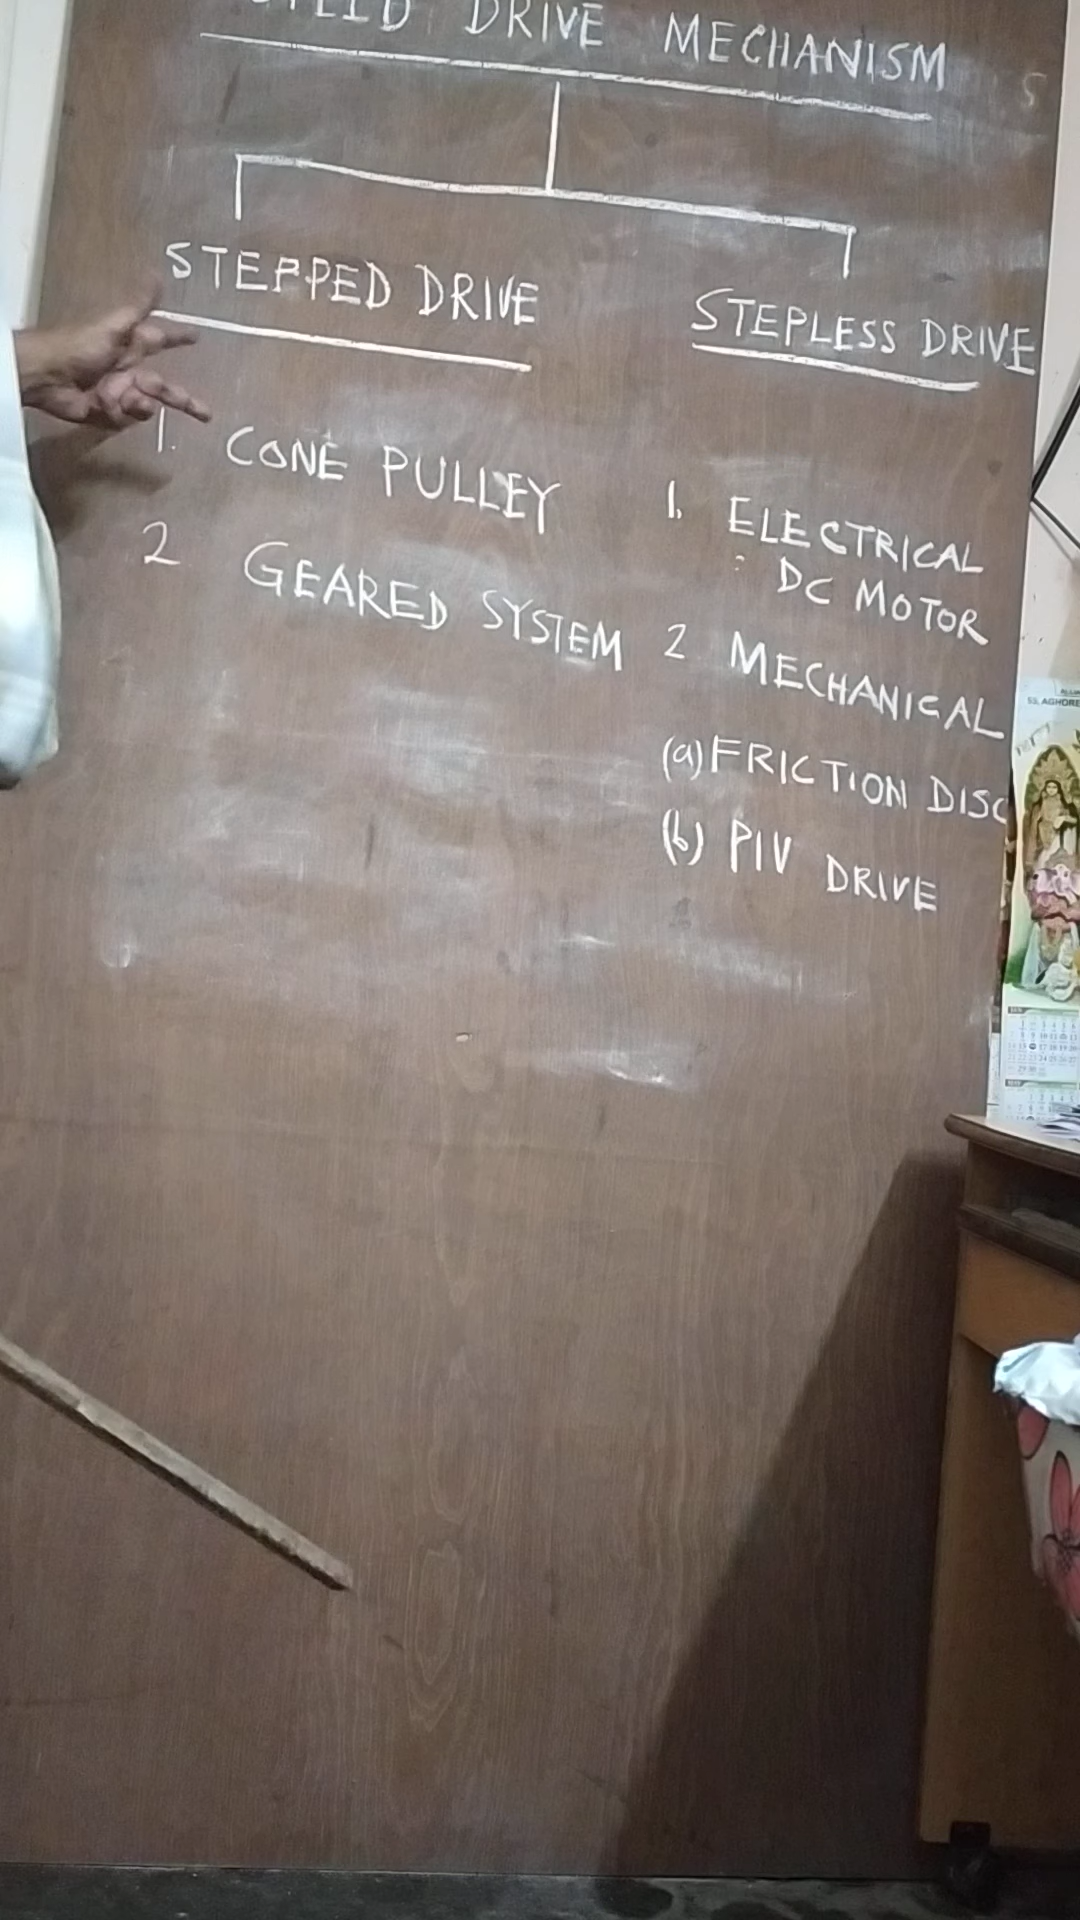 SPEED DRIVE MECHANISM
STEPPED DRIVE
1. CONE PULLEY
2 GEARED SYSTEM
STEPLESS DRIVE
1. ELECTRICAL
: DC MOTOR
2 MECHANICAL
(a) FRICTION DISC
(b) PIV DRIVE